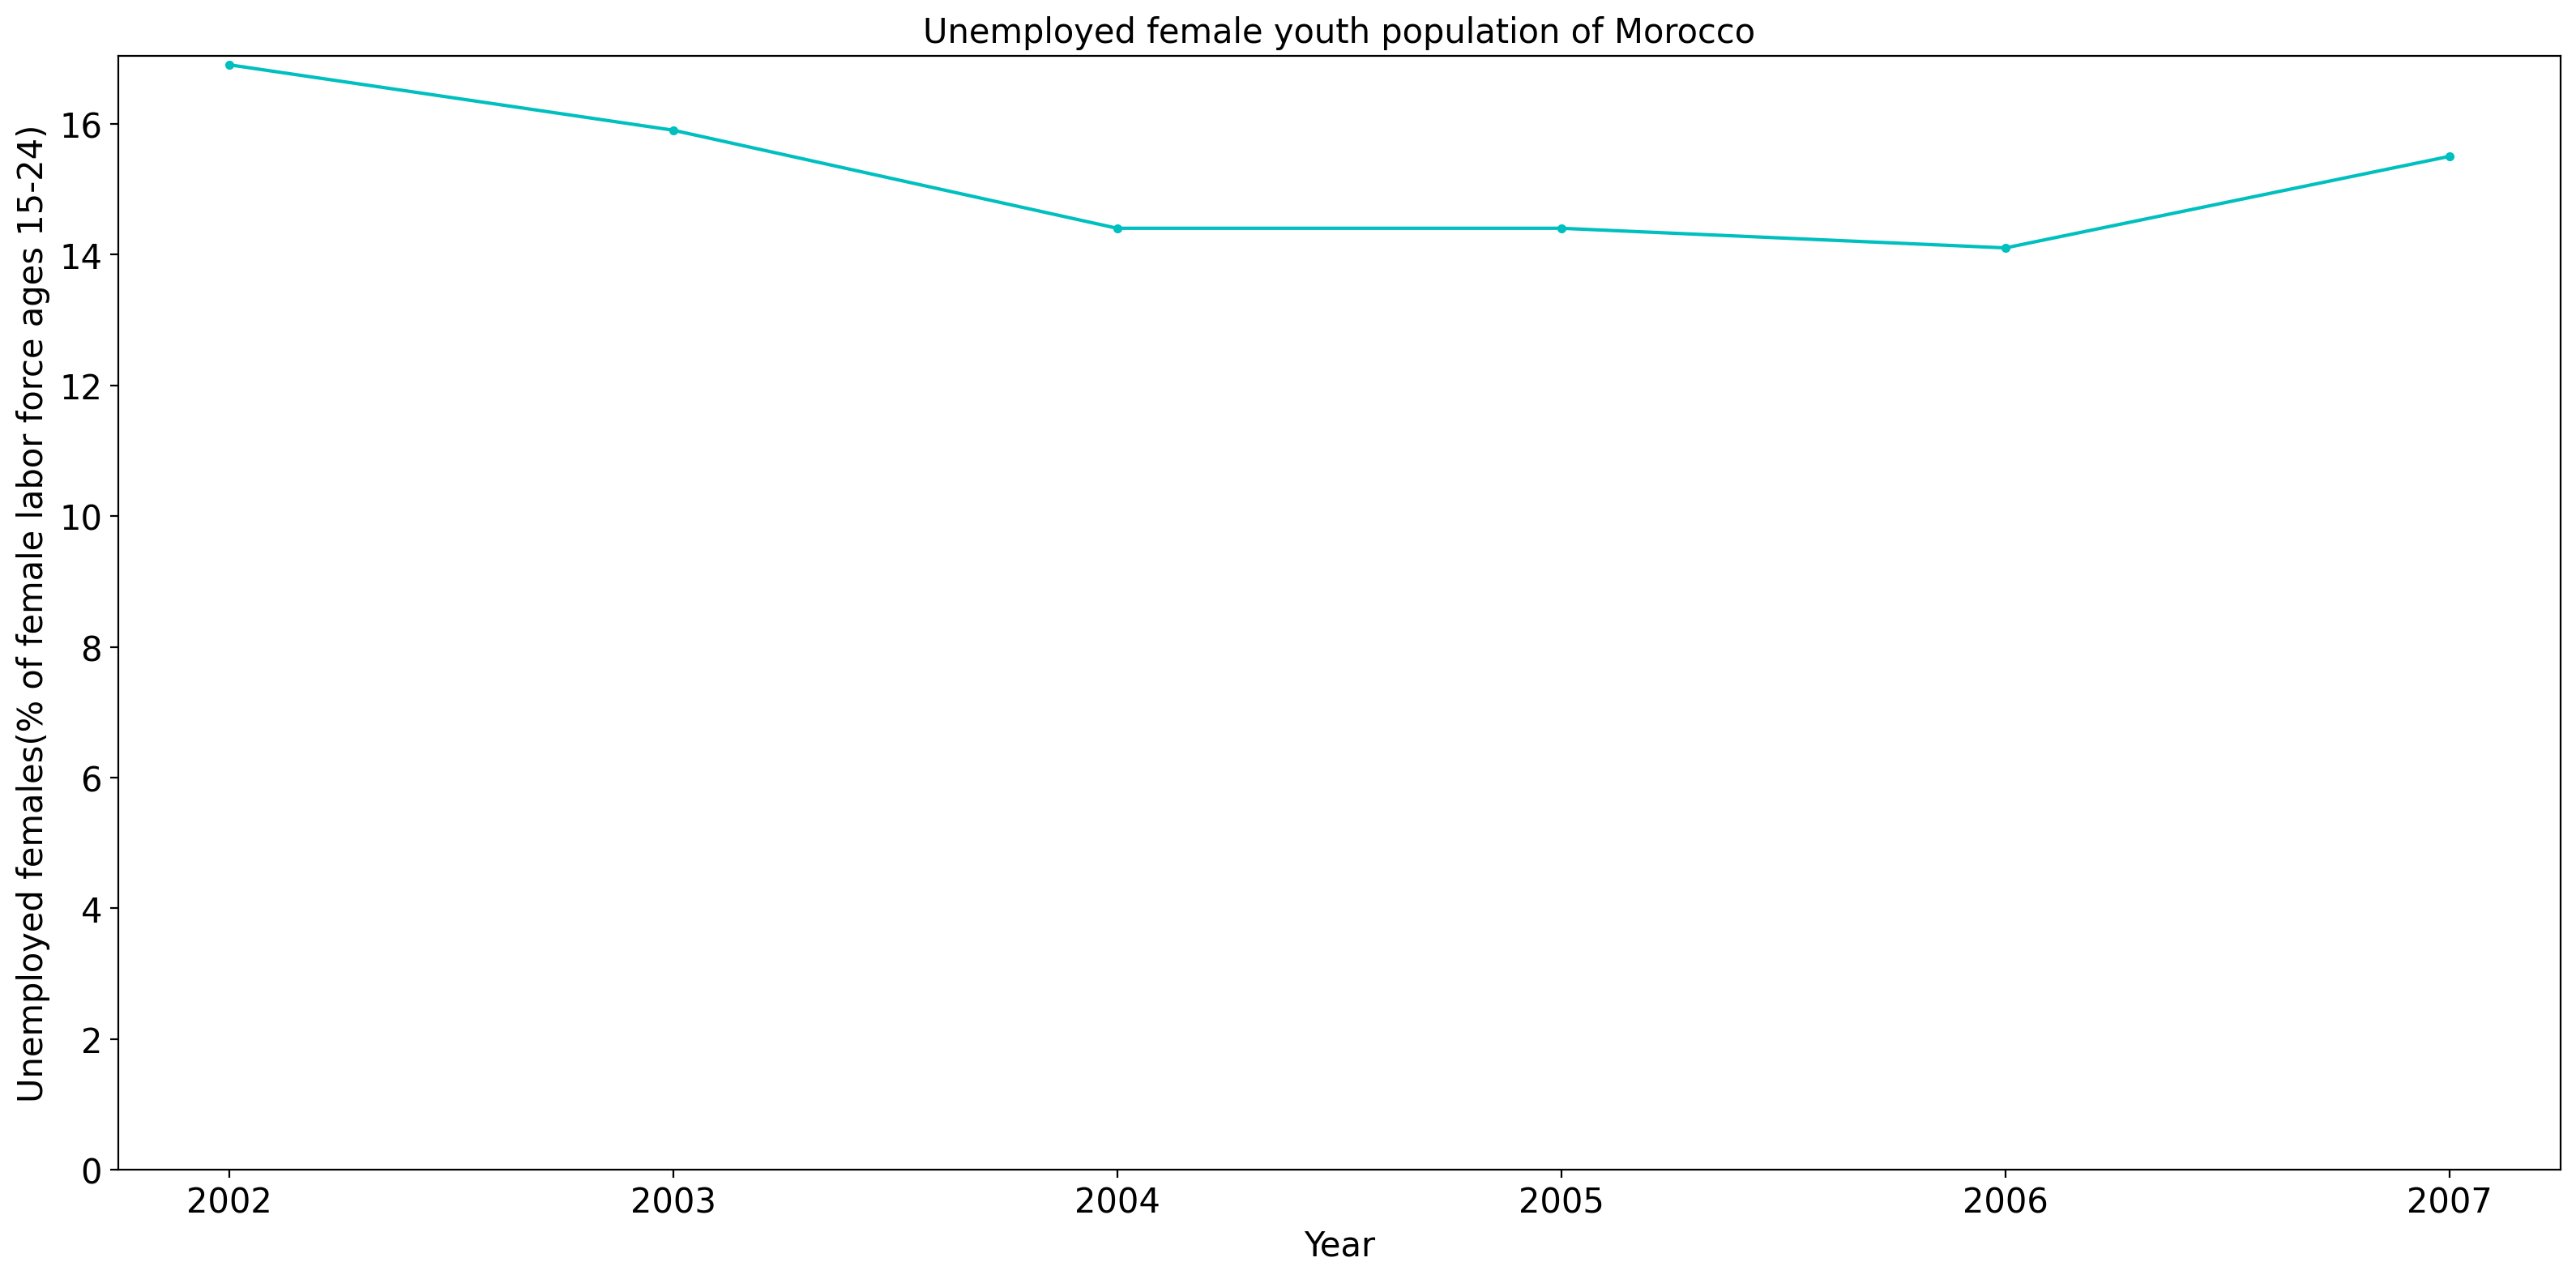 Unemployed female youth population of Morocco
Unemployed females(% of female labor force ages 15-24)
16
14
12
10
8
6
4
2
0
2002 2003 2004 2005 2006 2007
Year